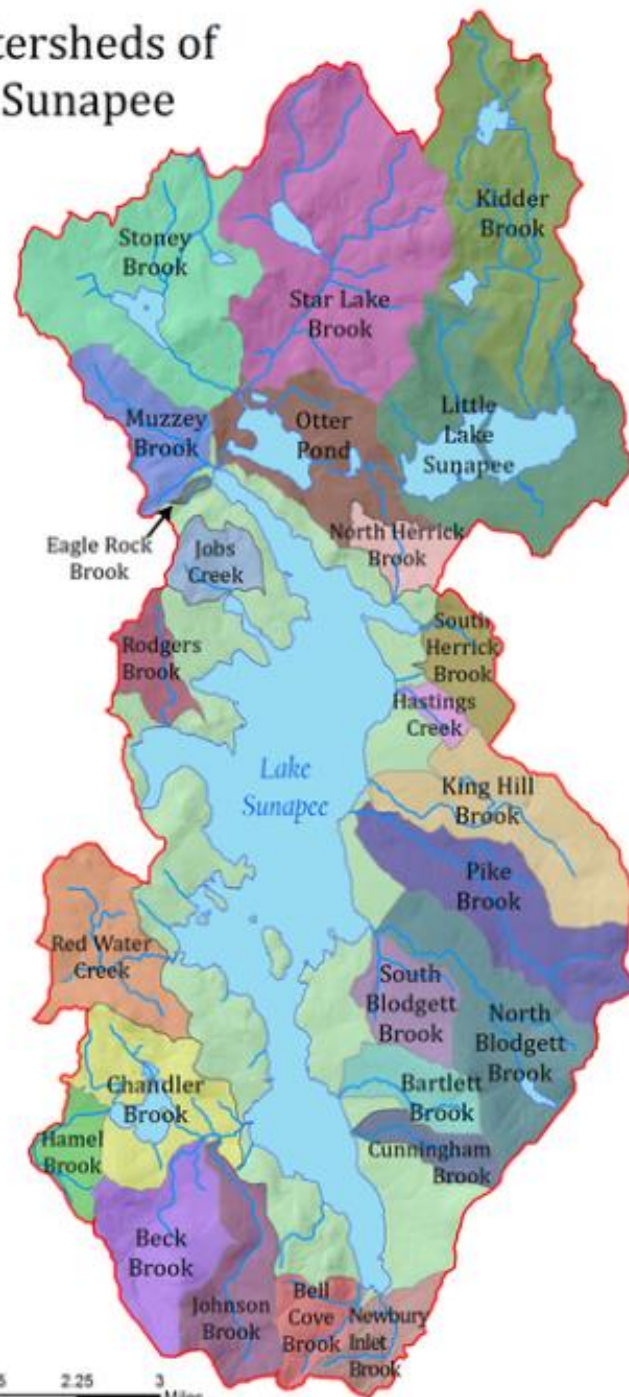 tersheds of
Sunapee
Kidder
Brook
Stoney
Brook
Star Lake
Brook
Muzzey
Brook
Otter
Pond
Little
Lake
Sunapee
Eagle Rock
Brook
Jobs
Creek
North Herrick
Brook
Rodgers
Brook
South
Herrick
Brook
Hastings
Creek
Lake
Sunapee
King Hill
Brook
Pike
Brook
Red Water
Creek
South
Blodgett
Brook
North
Blodgett
Brook
Chandler
Brook
Bartlett
Brook
Hamel
Brook
Cunningham
Brook
Beck
Brook
Johnson
Brook
Bell
Cove
Brook
Newbury
Inlet
Brook
5 2.25 3
Miles